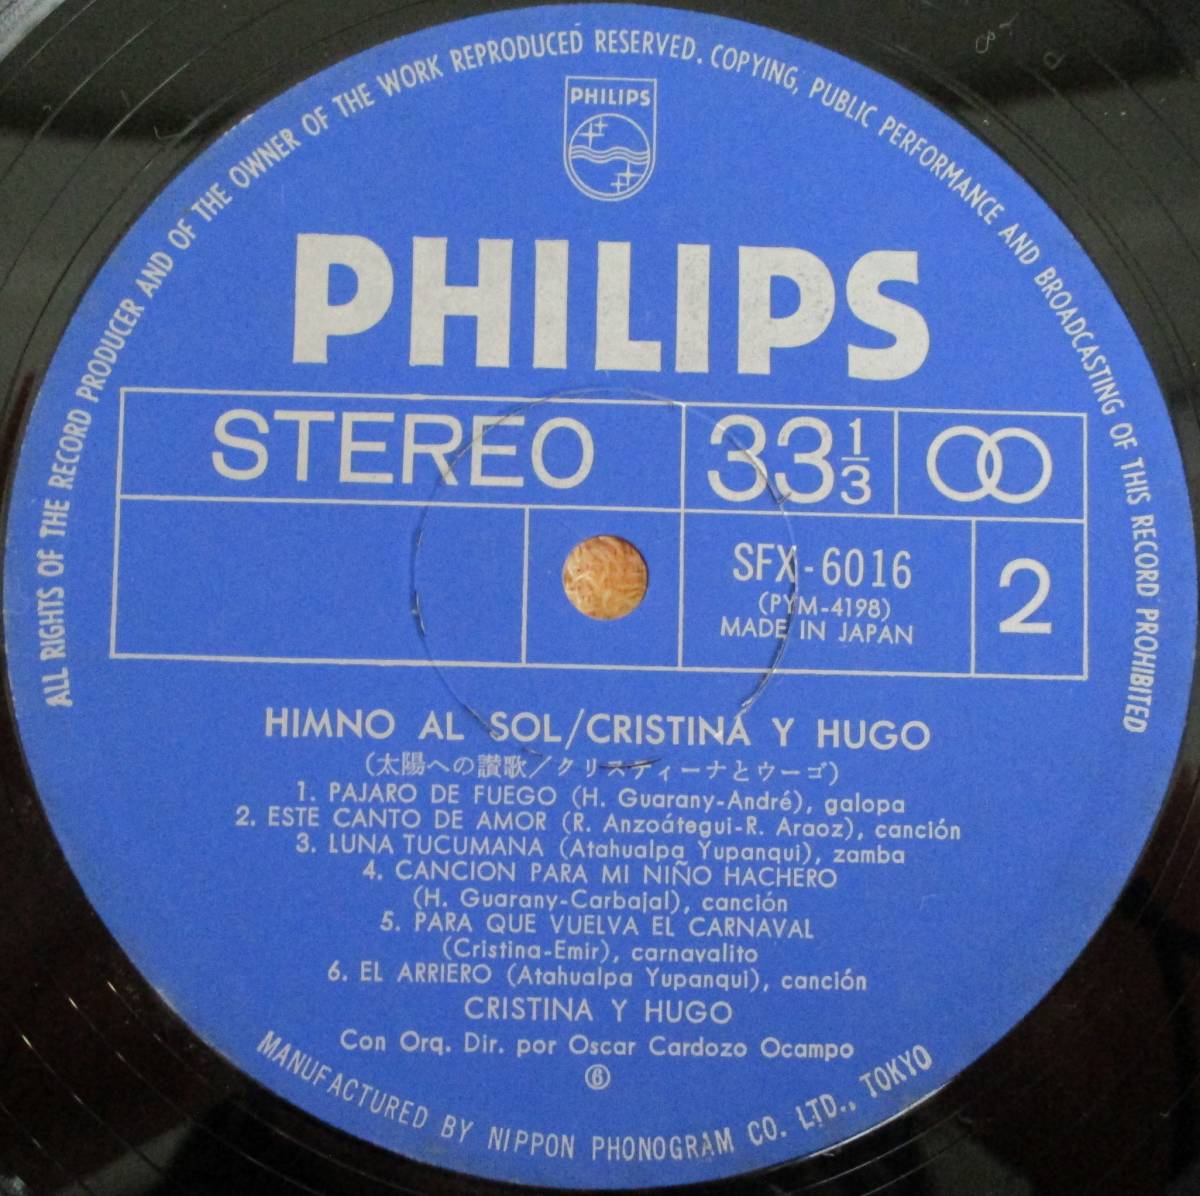 ALL RIGHTS OF THE RECORD PRODUCER AND OF THE OWNER OF THE WORK REPRODUCED RESERVED. COPYING, PUBLIC PERFORMANCE AND BROADCASTING OF THIS RECORD PROHIBITED
PHILIPS
PHILIPS
STEREO 33 1/3
SFX-6016
(PYM-4198)
MADE IN JAPAN
2
HIMNO AL SOL/CRISTINA Y HUGO
(太陽への讃歌/クリスティーナとウーゴ)
1. PAJARO DE FUEGO (H. Guarany-André), galopa
2. ESTE CANTO DE AMOR (R. Anzoátegui-R. Araoz), canción
3. LUNA TUCUMANA (Atahualpa Yupanqui), zamba
4. CANCION PARA MI NIÑO HACHERO
(H. Guarany-Carbajal), canción
5. PARA QUE VUELVA EL CARNAVAL
(Cristina-Emir), carnavalito
6. EL ARRIERO (Atahualpa Yupanqui), canción
CRISTINA Y HUGO
Con Orq. Dir. por Oscar Cardozo Ocampo
⑥
MANUFACTURED BY NIPPON PHONOGRAM CO. LTD., TOKYO